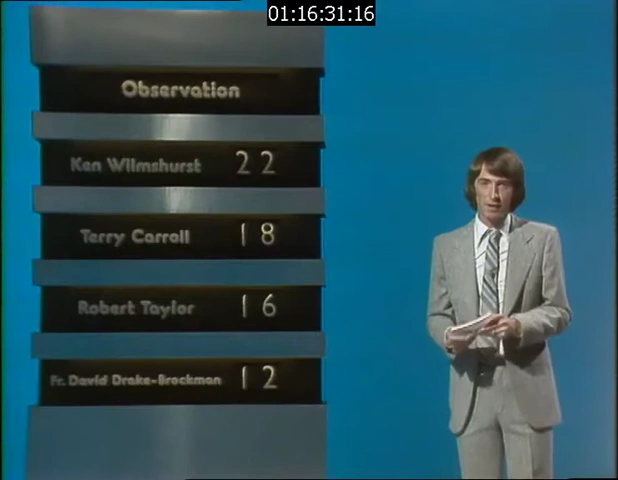 01:16:31:16
Observation
Ken Wilmshurst 22
Terry Carroll 18
Robert Taylor 16
Fr. David Drake-Brockman 12